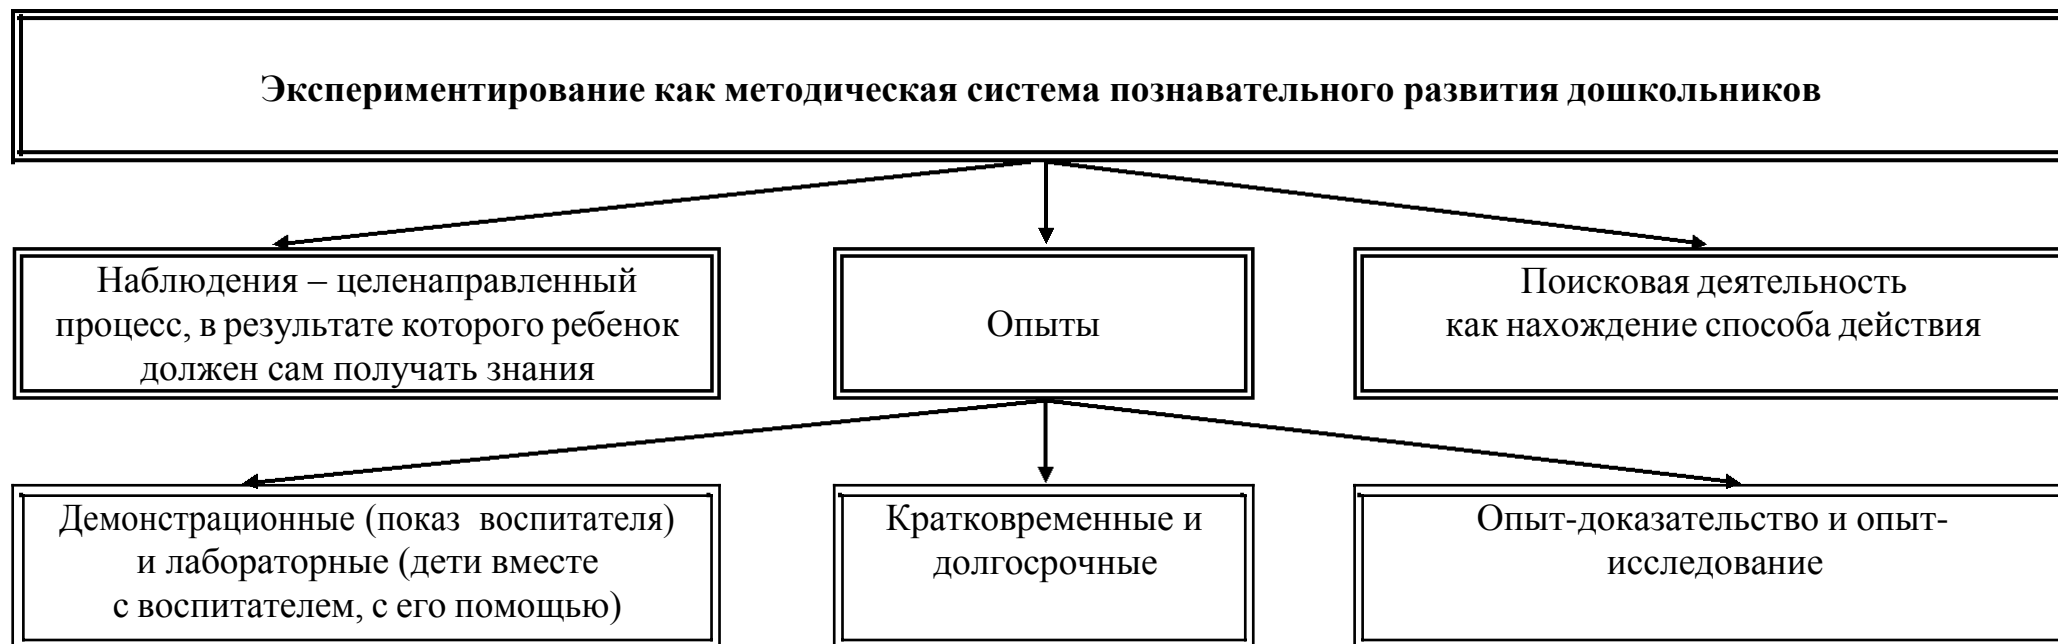 Экспериментирование как методическая система познавательного развития дошкольников
Наблюдения – целенаправленный
процесс, в результате которого ребенок
должен сам получать знания
Опыты
Поисковая деятельность
как нахождение способа действия
Демонстрационные (показ воспитателя)
и лабораторные (дети вместе
с воспитателем, с его помощью)
Кратковременные и
долгосрочные
Опыт-доказательство и опыт-
исследование